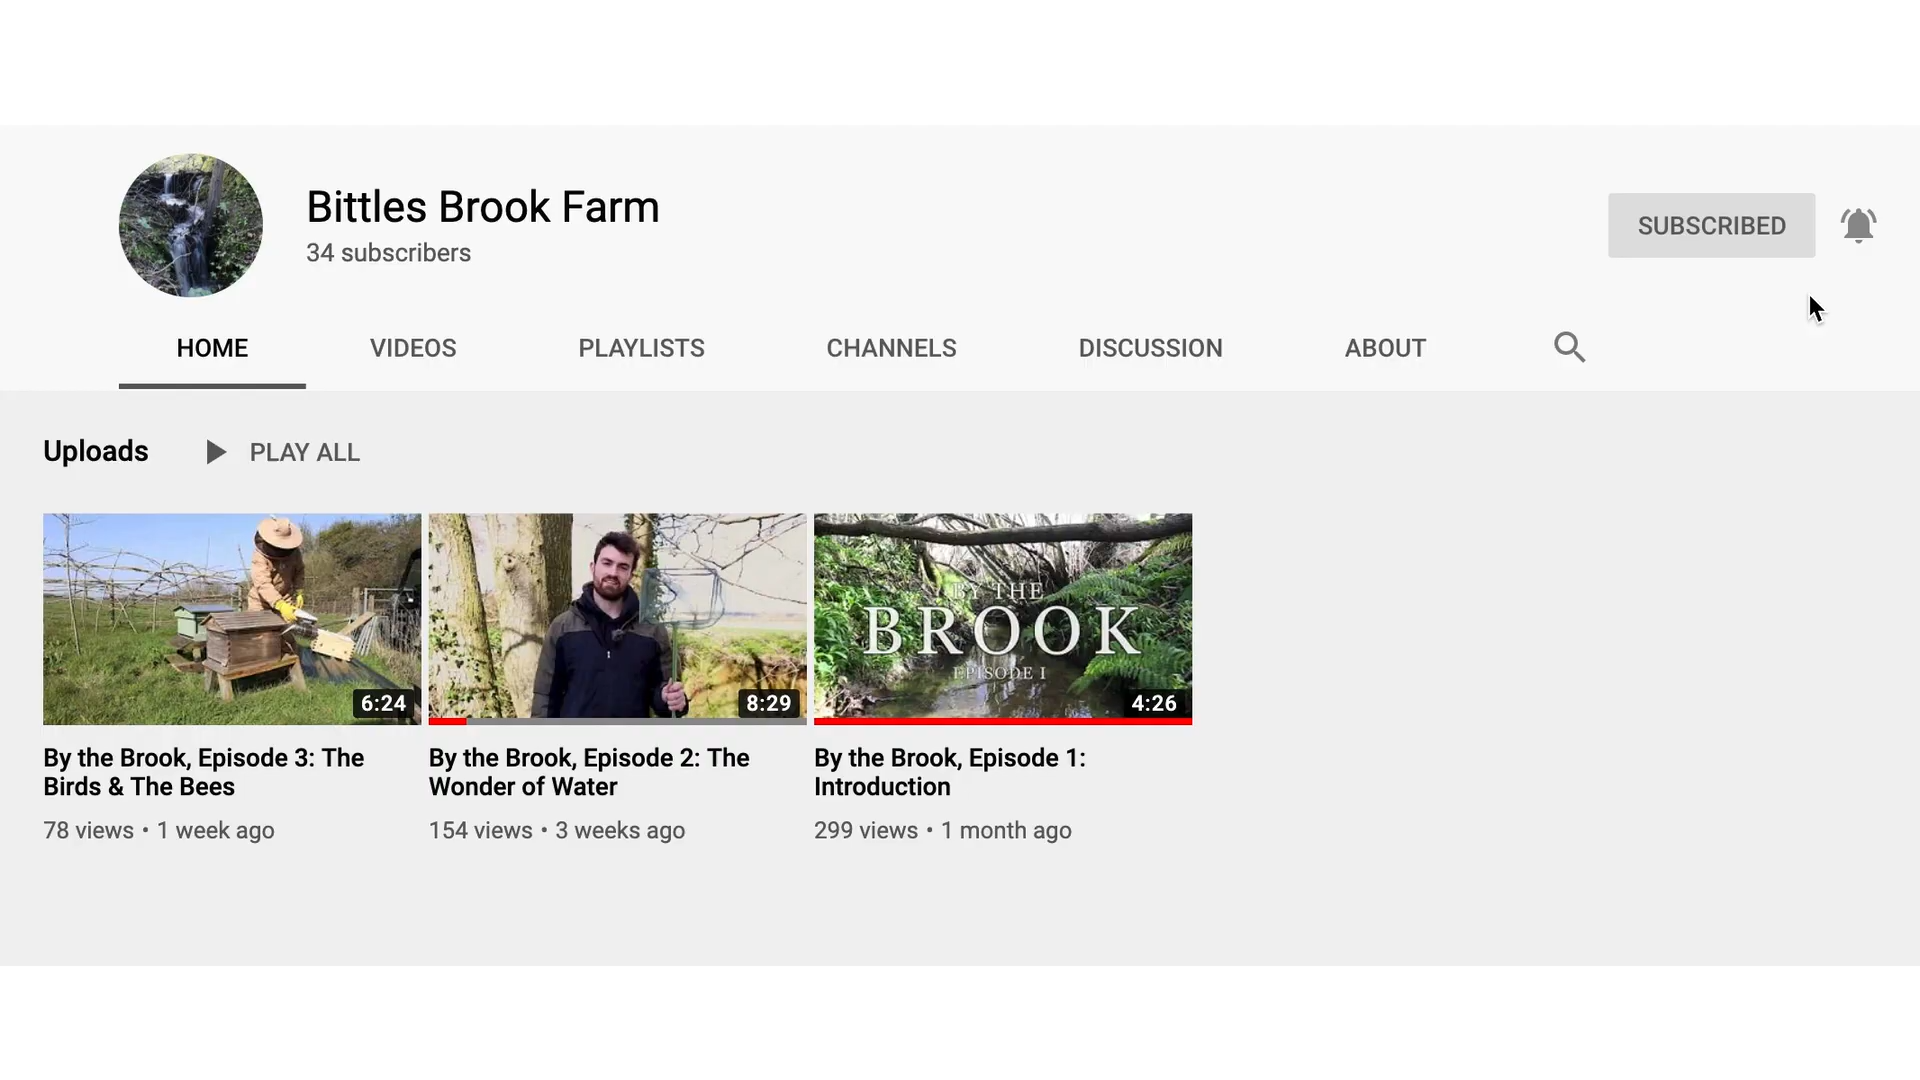 Bittles Brook Farm
34 subscribers
SUBSCRIBED
HOME VIDEOS PLAYLISTS CHANNELS DISCUSSION ABOUT
Uploads PLAY ALL
6:24
BY THE
BROOK
EPISODE I
8:29
4:26
By the Brook, Episode 3: The
Birds & The Bees
78 views • 1 week ago
By the Brook, Episode 2: The
Wonder of Water
154 views • 3 weeks ago
By the Brook, Episode 1:
Introduction
299 views • 1 month ago